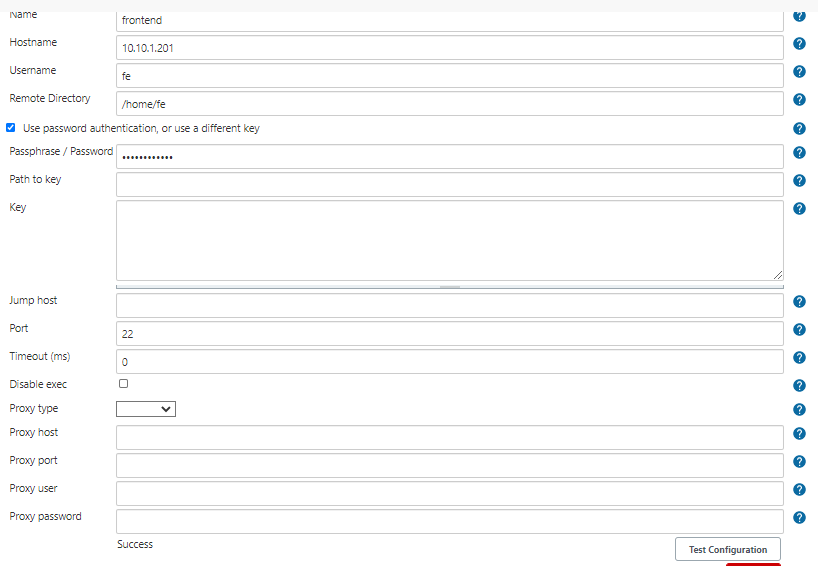 Name
frontend
Hostname
10.10.1.201
Username
fe
Remote Directory
/home/fe
Use password authentication, or use a different key
Passphrase / Password
••••••••••••
Path to key
Key
Jump host
Port
22
Timeout (ms)
0
Disable exec
Proxy type
Proxy host
Proxy port
Proxy user
Proxy password
Success
Test Configuration